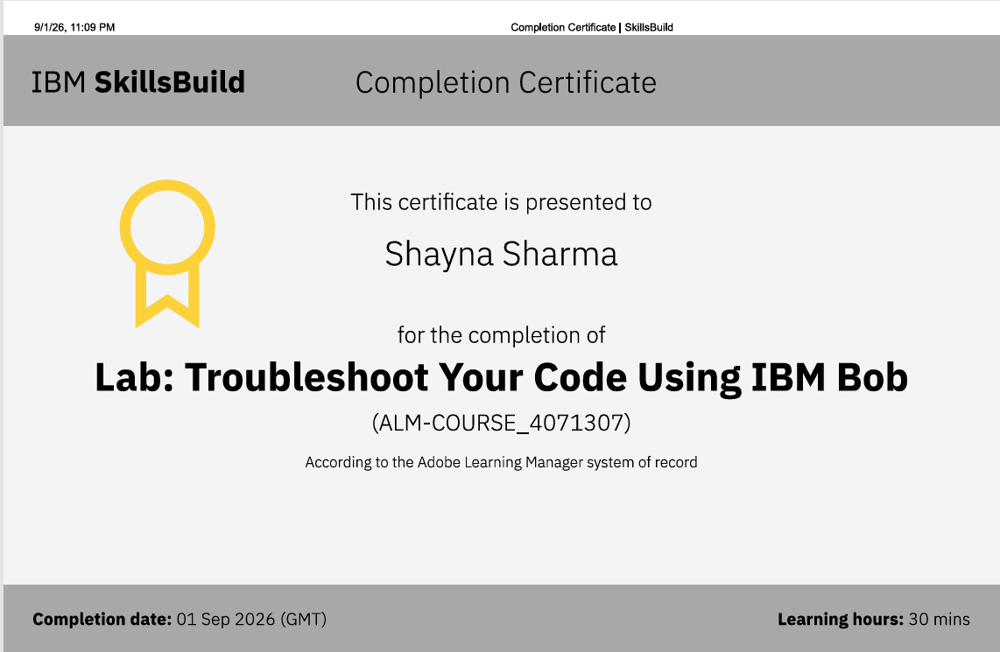 9/1/26, 11:09 PM
Completion Certificate | SkillsBuild
IBM SkillsBuild
Completion Certificate
This certificate is presented to
Shayna Sharma
for the completion of
Lab: Troubleshoot Your Code Using IBM Bob
(ALM-COURSE_4071307)
According to the Adobe Learning Manager system of record
Completion date: 01 Sep 2026 (GMT)
Learning hours: 30 mins